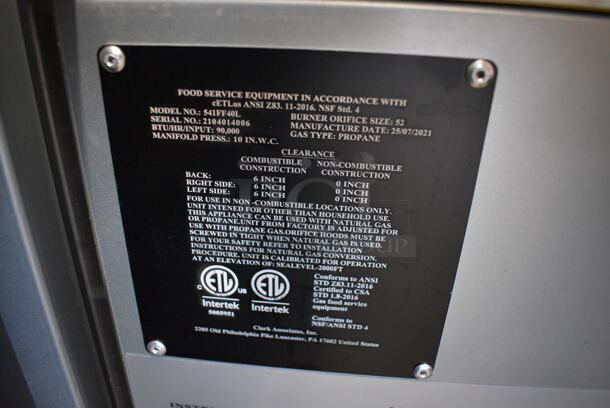 FOOD SERVICE EQUIPMENT IN ACCORDANCE WITH
cETLus ANSI Z83. 11-2016. NSF Std. 4
MODEL NO.: 541FF40L BURNER ORIFICE SIZE: 52
SERIAL NO.: 2104014006 MANUFACTURE DATE: 25/07/2021
BTU/HR/INPUT: 90,000 GAS TYPE: PROPANE
MANIFOLD PRESS.: 10 IN.W.C.
CLEARANCE
COMBUSTIBLE NON-COMBUSTIBLE
CONSTRUCTION CONSTRUCTION
BACK: 6 INCH 0 INCH
RIGHT SIDE: 6 INCH 0 INCH
LEFT SIDE: 6 INCH 0 INCH
FOR USE IN NON -COMBUSTIBLE LOCATIONS ONLY.
UNIT INTENDED FOR OTHER THAN HOUSEHOLD USE.
THIS APPLIANCE CAN BE USED WITH NATURAL GAS
OR PROPANE.UNIT FROM FACTORY IS ADJUSTED FOR
USE WITH PROPANE GAS.ORIFICE HOODS MUST BE
SCREWED IN TIGHT WHEN NATURAL GAS IS USED.
FOR YOUR SAFETY REFER TO INSTALLATION
INSTRUCTIONS FOR NATURAL GAS CONVERSION,
PROCEDURE. UNIT IS CALIBRATED FOR OPERATION
AT AN ELEVATION OF: SEALEVEL-2000FT
C ETL US
Intertek
5005951
ETL
Intertek
Conforms to ANSI
STD Z83.11-2016
Certified to CSA
STD 1.8-2016
Gas food service
equipment
Conforms to
NSF/ANSI STD 4
Clark Associates, Inc.
2205 Old Philadelphia Pike Lancaster, PA 17602 United States